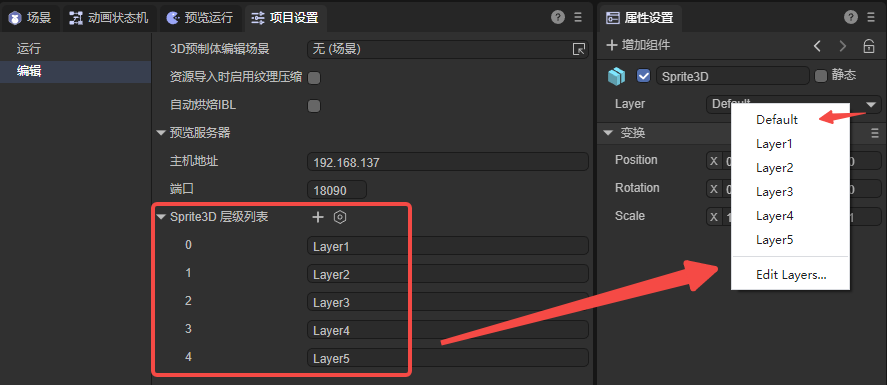 场景 动画状态机 预览运行 项目设置
运行
编辑
3D预制体编辑场景 无 (场景)
资源导入时启用纹理压缩
自动烘焙IBL
预览服务器
主机地址 192.168.137
端口 18090
Sprite3D 层级列表
0 Layer1
1 Layer2
2 Layer3
3 Layer4
4 Layer5
属性设置
增加组件
Sprite3D 静态
Layer
变换
Position X
Rotation X
Scale X
Default
Layer1
Layer2
Layer3
Layer4
Layer5
Edit Layers...